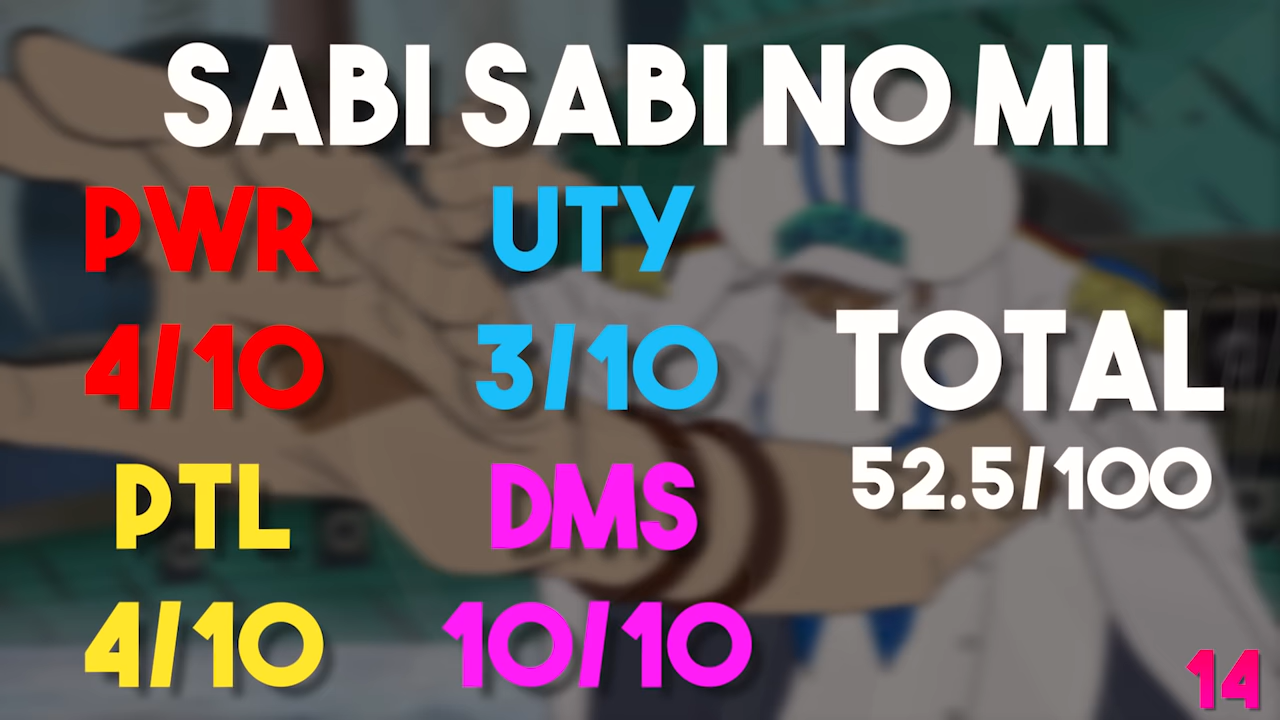 SABI SABI NO MI
PWR
4/10
UTY
3/10
PTL
4/10
DMS
10/10
TOTAL
52.5/100
14